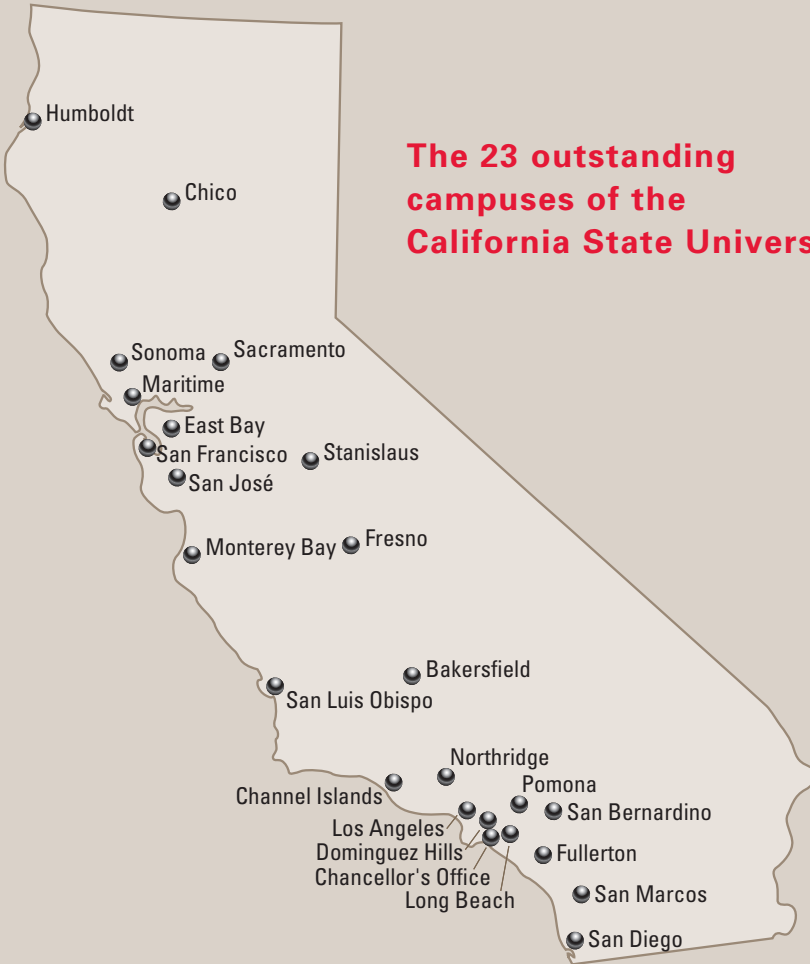 Humboldt
The 23 outstanding
campuses of the
California State Univers
Chico
Sonoma
Sacramento
Maritime
East Bay
San Francisco
Stanislaus
San José
Monterey Bay
Fresno
Bakersfield
San Luis Obispo
Northridge
Pomona
Channel Islands
San Bernardino
Los Angeles
Dominguez Hills
Fullerton
Chancellor's Office
Long Beach
San Marcos
San Diego